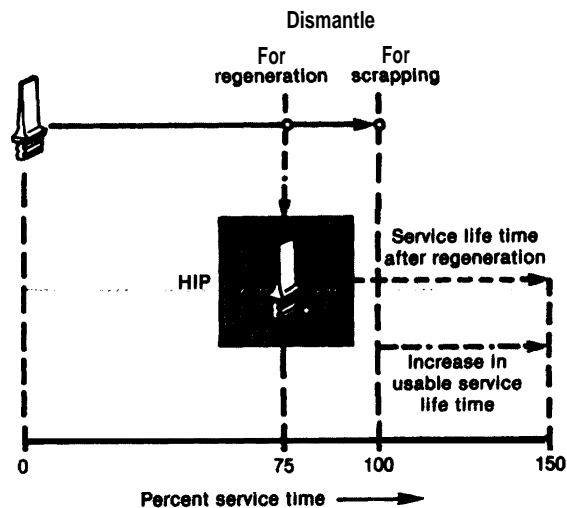 Dismantle
For
regeneration
For
scrapping
HIP
Service life time
after regeneration
Increase in
usable service
life time
0
75
100
150
Percent service time